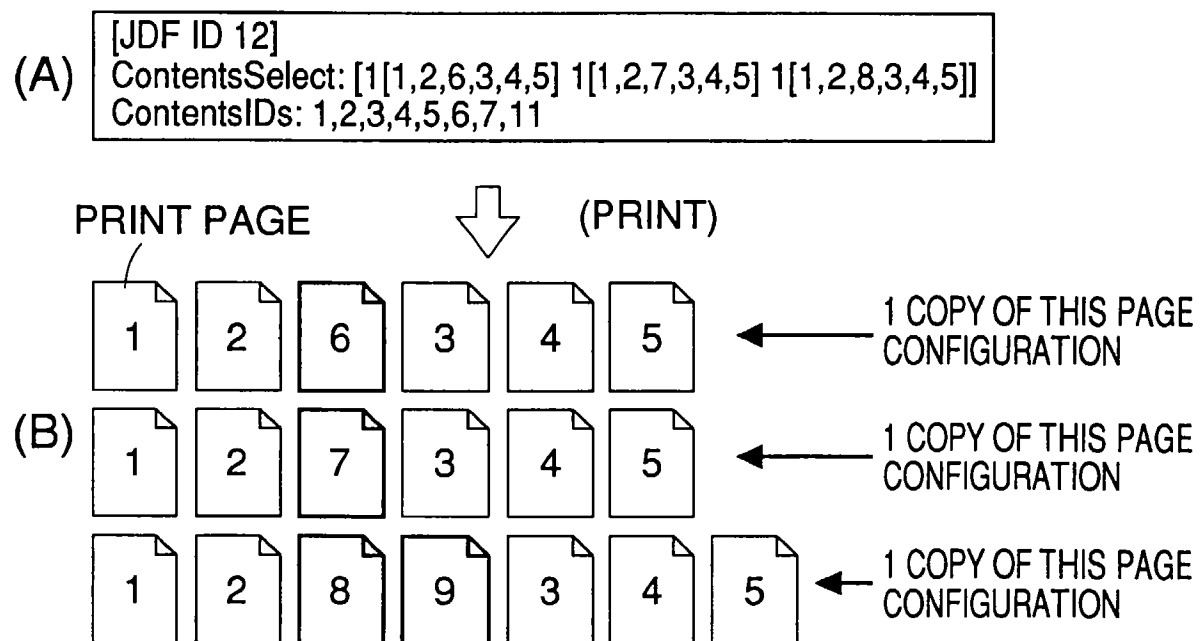 (A)
[JDF ID 12]
ContentsSelect: [1[1,2,6,3,4,5] 1[1,2,7,3,4,5] 1[1,2,8,3,4,5]]
ContentsIDs: 1,2,3,4,5,6,7,11
PRINT PAGE
(PRINT)
1 2 6 3 4 5
1 COPY OF THIS PAGE
CONFIGURATION
(B)
1 2 7 3 4 5
1 COPY OF THIS PAGE
CONFIGURATION
1 2 8 9 3 4 5
1 COPY OF THIS PAGE
CONFIGURATION